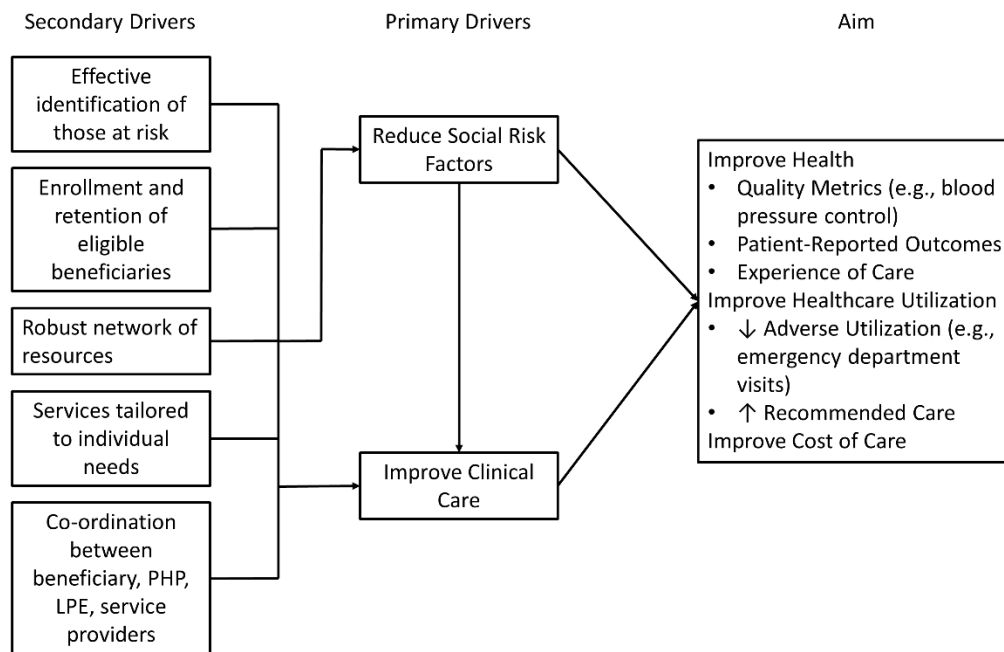 Secondary Drivers
Primary Drivers
Aim
Effective
identification of
those at risk
Enrollment and
retention of
eligible
beneficiaries
Robust network of
resources
Services tailored
to individual
needs
Co-ordination
between
beneficiary, PHP,
LPE, service
providers
Reduce Social Risk
Factors
Improve Clinical
Care
Improve Health
• Quality Metrics (e.g., blood
pressure control)
• Patient-Reported Outcomes
• Experience of Care
Improve Healthcare Utilization
• ↓ Adverse Utilization (e.g.,
emergency department
visits)
• ↑ Recommended Care
Improve Cost of Care